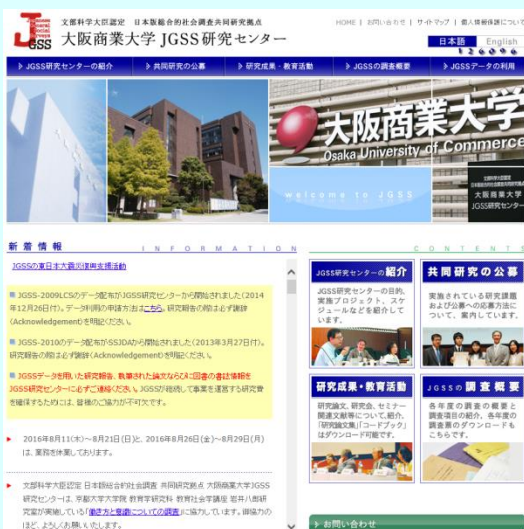 文部科学大臣認定 日本版総合的社会調査共同研究拠点
大阪商業大学 JGSS研究センター
JGSS
HOME | お問い合わせ | サイトマップ | 個人情報保護について
日本語 English
126096
JGSS研究センターの紹介
共同研究の公募
研究成果・教育活動
JGSSの調査概要
JGSSデータの利用
大阪商業大学
Osaka University of Commerce
welcome to JGSS
大阪商業大学
JGSS研究センター
新着情報 INFORMATION
JGSSの東日本大震災復興支援活動
JGSS-2009LCSのデータ配布がJGSS研究センターから開始されました(2014
年12月26日付)。データ利用の申請方法はこちら。研究報告の際は必ず謝辞
(Acknowledgement)を明記ください。
JGSS-2010のデータ配布がSSJDAから開始されました(2013年3月27日付)。
研究報告の際は必ず謝辞(Acknowledgement)を明記ください。
JGSSデータを用いた研究報告、執筆された論文ならびに図書の書誌情報を
JGSS研究センターに必ずご連絡ください。JGSSが継続して事業を運営する研究費
を確保するためには、皆様のご協力が不可欠です。
2016年8月11(木)～8月21日(日)と、2016年8月26日(金)～8月29日(月)
は、業務を休業しております。
文部科学大臣認定 日本版総合的社会調査 共同研究拠点 大阪商業大学JGSS
研究センターは、京都大学大学院 教育学研究科 教育社会学講座 岩井八郎研
究室が実施している「働き方と意識についての調査」に協力しています。御協力の
ほど、よろしくお願いいたします。
CONTENTS
JGSS研究センターの紹介
JGSS研究センターの目的、
実施プロジェクト、スケ
ジュールなどを紹介して
います。
共同研究の公募
実施されている研究課題
および公募への応募方法に
ついて、案内しています。
研究成果・教育活動
研究論文、研究会、セミナー
関連文献等について紹介。
「研究論文集」「コードブック」
はダウンロード可能です。
JGSSの調査概要
各年度の調査の概要と
調査項目の紹介、各年度の
調査票のダウンロードも
こちらです。
お問い合わせ